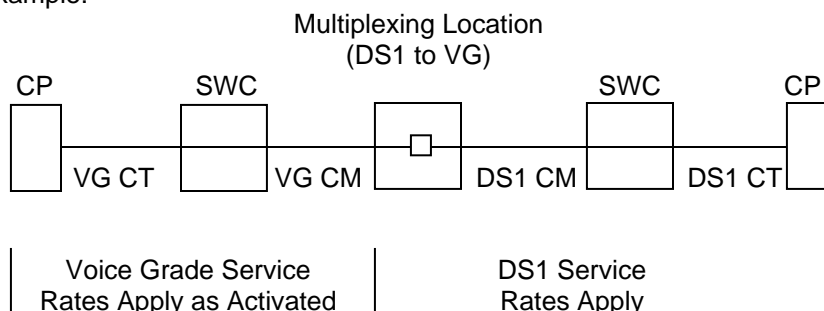 Multiplexing Location
(DS1 to VG)
CP SWC SWC CP
VG CT VG CM DS1 CM DS1 CT
Voice Grade Service DS1 Service
Rates Apply as Activated Rates Apply